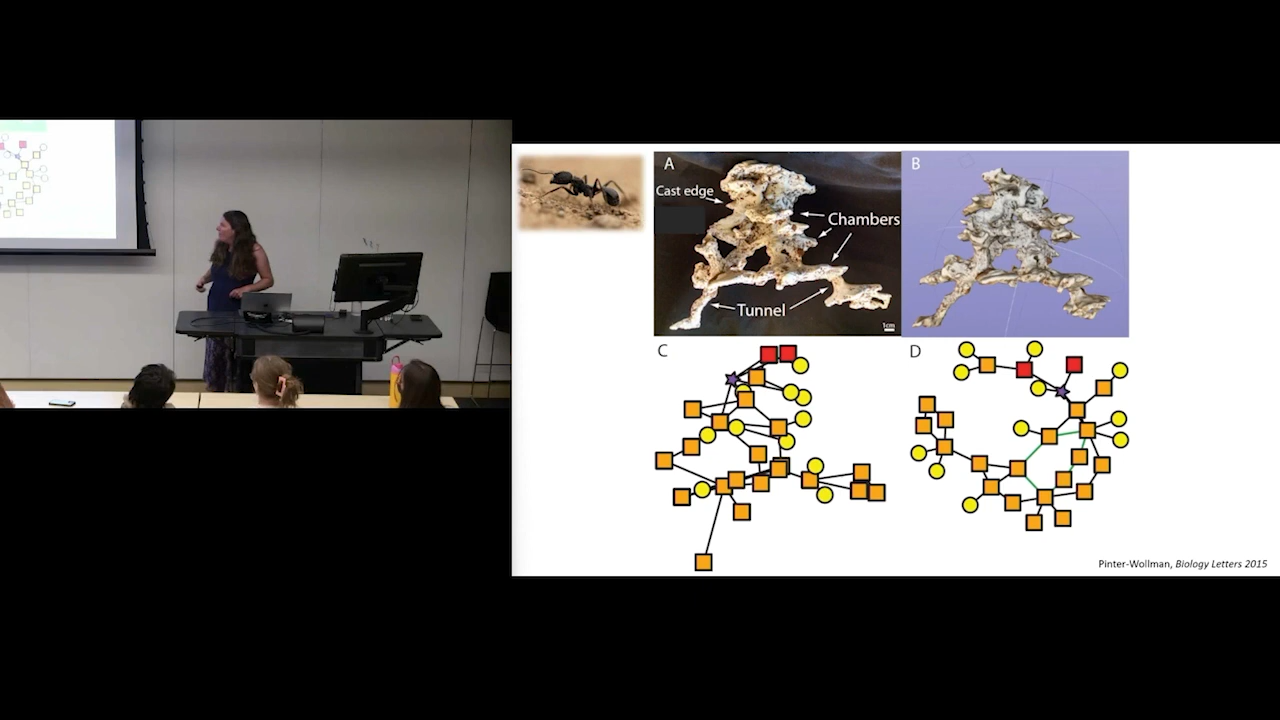 A
Cast edge
Chambers
Tunnel
1cm
B
C
D
Pinter-Wollman, Biology Letters 2015